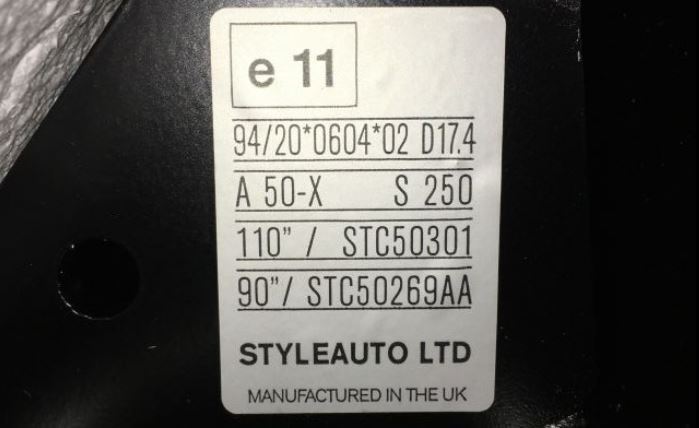 e 11
94/20*0604*02 D17.4
A 50-X S 250
110" / STC50301
90"/ STC50269AA
STYLEAUTO LTD
MANUFACTURED IN THE UK